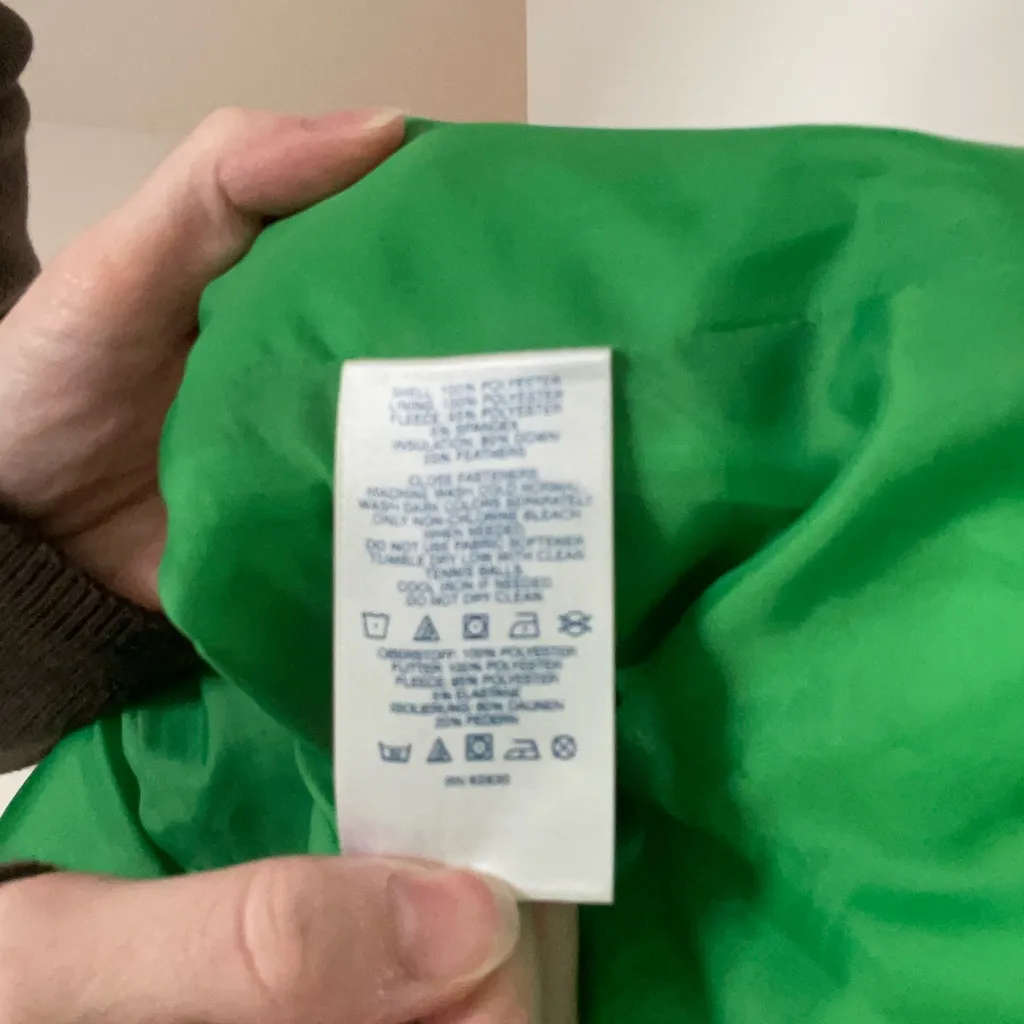 SHELL: 100% POLYESTER
LINING: 100% POLYESTER
FLEECE: 95% POLYESTER
5% SPANDEX
INSULATION: 80% DOWN
20% FEATHERS
CLOSE FASTENERS
MACHINE WASH COLD NORMAL
WASH DARK COLORS SEPARATELY
ONLY NON-CHLORINE BLEACH
WHEN NEEDED
DO NOT USE FABRIC SOFTENER
TUMBLE DRY LOW WITH CLEAN
TENNIS BALLS
COOL IRON IF NEEDED
DO NOT DRY CLEAN
OBERSTOFF: 100% POLYESTER
FUTTER: 100% POLYESTER
FLEECE: 95% POLYESTER
5% ELASTANE
ISOLIERUNG: 80% DAUNEN
20% FEDERN
RN